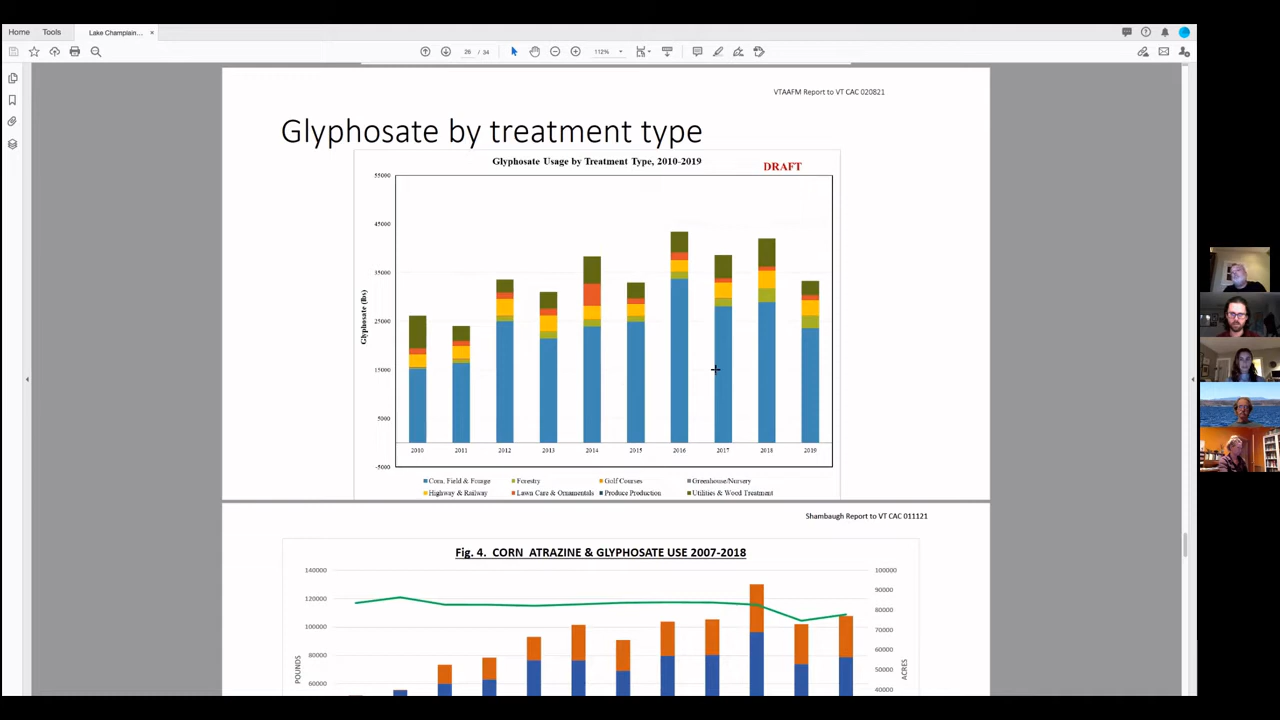 Home Tools Lake Champlain... ×
26 / 34 112%
VTAAFM Report to VT CAC 020821
Glyphosate by treatment type
Glyphosate Usage by Treatment Type, 2010-2019
DRAFT
55000
45000
35000
25000
15000
5000
-5000
Glyphosate (lbs)
2010 2011 2012 2013 2014 2015 2016 2017 2018 2019
Corn, Field & Forage Forestry Golf Courses Greenhouse/Nursery
Highway & Railway Lawn Care & Ornamentals Produce Production Utilities & Wood Treatment
Shambaugh Report to VT CAC 011121
Fig. 4. CORN ATRAZINE & GLYPHOSATE USE 2007-2018
140000 100000
120000 90000
80000
100000 70000
80000 60000
50000
60000 40000
POUNDS
ACRES